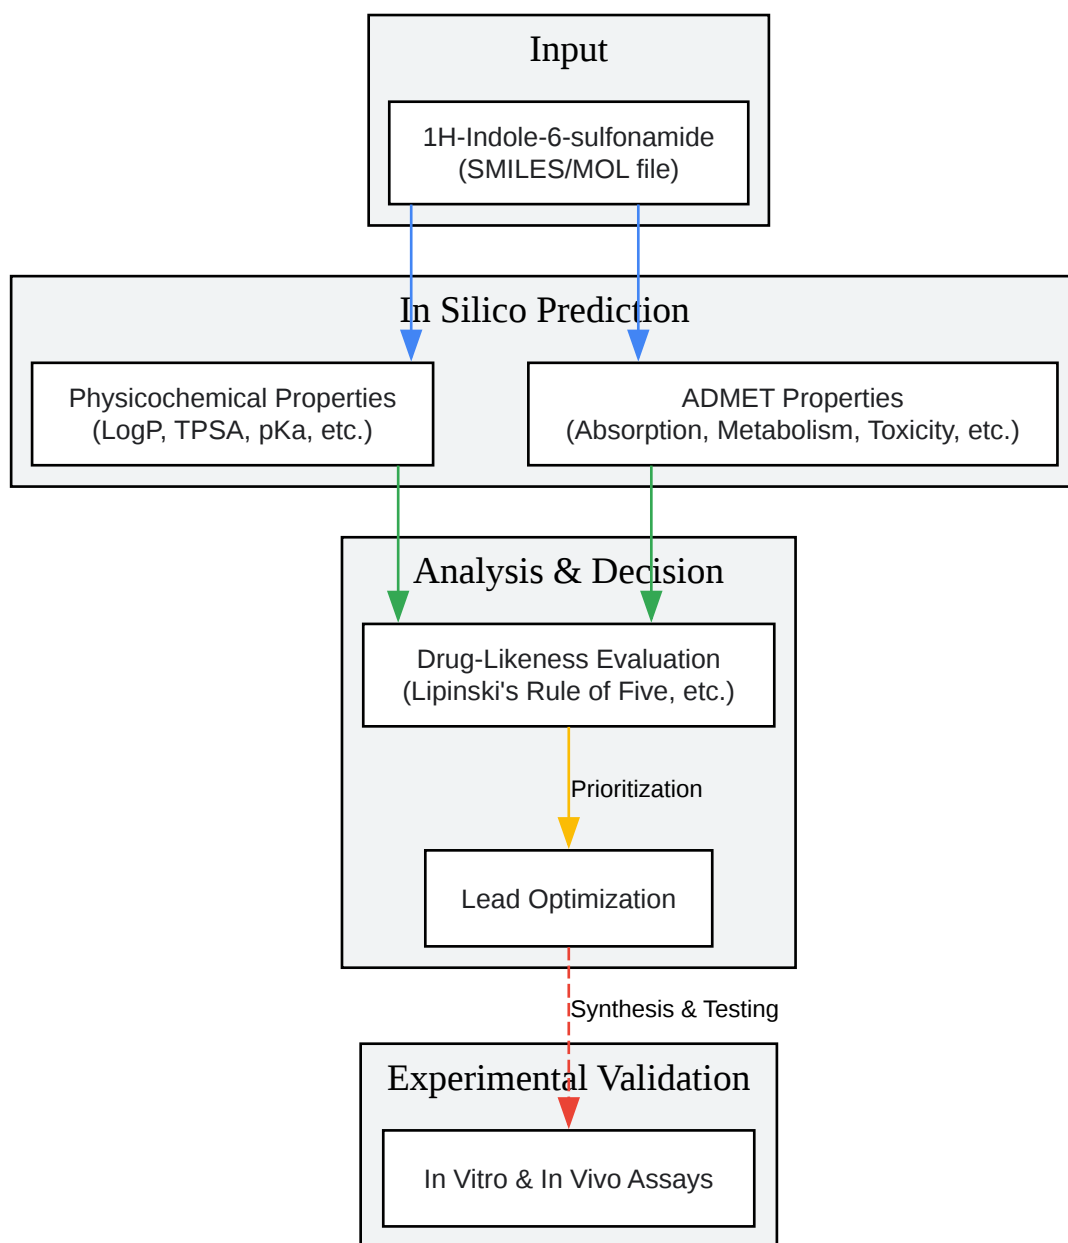 Input
1H-Indole-6-sulfonamide
(SMILES/MOL file)
In Silico Prediction
Physicochemical Properties
(LogP, TPSA, pKa, etc.)
ADMET Properties
(Absorption, Metabolism, Toxicity, etc.)
Analysis & Decision
Drug-Likeness Evaluation
(Lipinski's Rule of Five, etc.)
Prioritization
Lead Optimization
Synthesis & Testing
Experimental Validation
In Vitro & In Vivo Assays